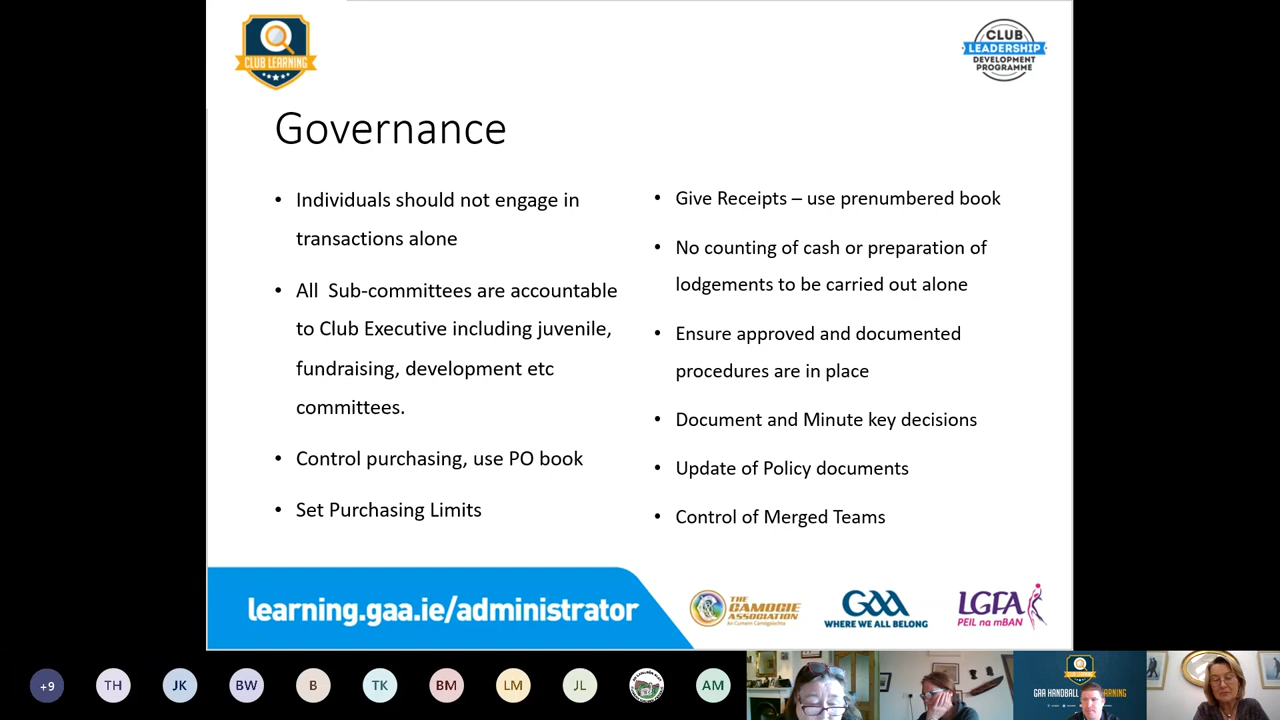 CLUB LEARNING
CLUB
LEADERSHIP
DEVELOPMENT
PROGRAMME
Governance
• Individuals should not engage in
transactions alone
• All Sub-committees are accountable
to Club Executive including juvenile,
fundraising, development etc
committees.
• Control purchasing, use PO book
• Set Purchasing Limits
• Give Receipts – use prenumbered book
• No counting of cash or preparation of
lodgements to be carried out alone
• Ensure approved and documented
procedures are in place
• Document and Minute key decisions
• Update of Policy documents
• Control of Merged Teams
learning.gaa.ie/administrator
THE
CAMOGIE
ASSOCIATION
An Cumann Camógaíochta
GAA
WHERE WE ALL BELONG
LGFA
PEIL na mBAN
+9
TH
JK
BW
B
TK
BM
LM
JL
AM
CLUB LEARNING
GAA HANDBALL